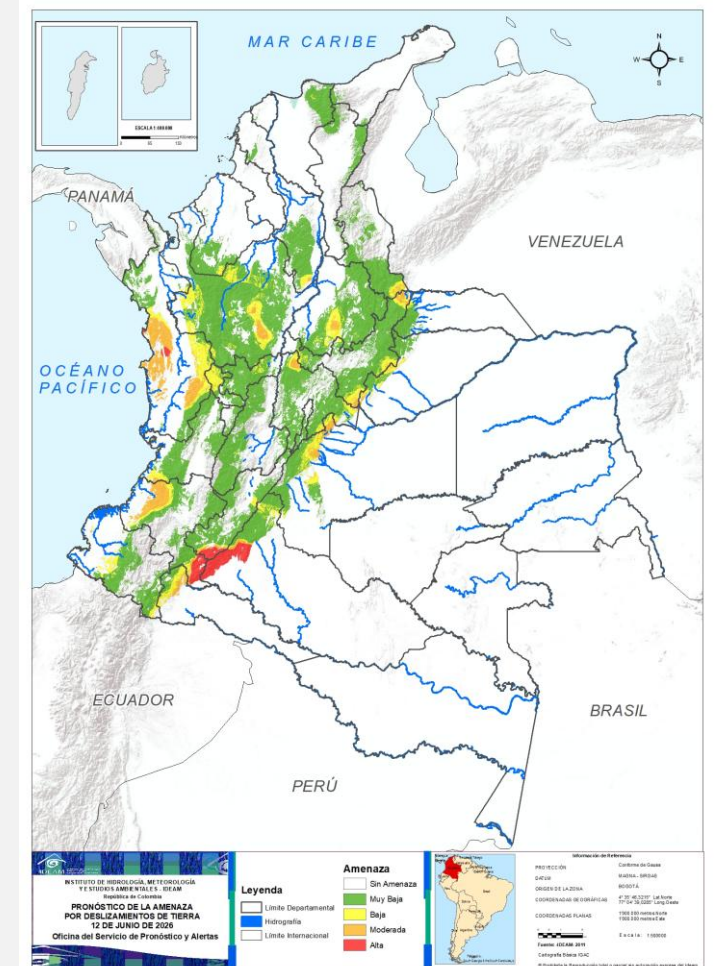 MAR CARIBE
N
W
E
S
PANAMÁ
VENEZUELA
OCÉANO
PACÍFICO
ECUADOR
BRASIL
PERÚ
IDEAM
INSTITUTO DE HIDROLOGÍA, METEOROLOGÍA
Y ESTUDIOS AMBIENTALES - IDEAM
República de Colombia
PRONÓSTICO DE LA AMENAZA
POR DESLIZAMIENTOS DE TIERRA
12 DE JUNIO DE 2026
Oficina del Servicio de Pronóstico y Alertas
Leyenda
Límite Departamental
Hidrografía
Límite Internacional
Amenaza
Sin Amenaza
Muy Baja
Baja
Moderada
Alta
Información de Referencia
PROYECCIÓN
Conforme de Gauss
DATUM
MAGNA - SIRGAS
ORIGEN DE LA ZONA
BOGOTÁ
COORDENADAS GEOGRÁFICAS
COORDENADAS PLANAS
Fuente: IDEAM 2011
Cartografía Básica IGAC